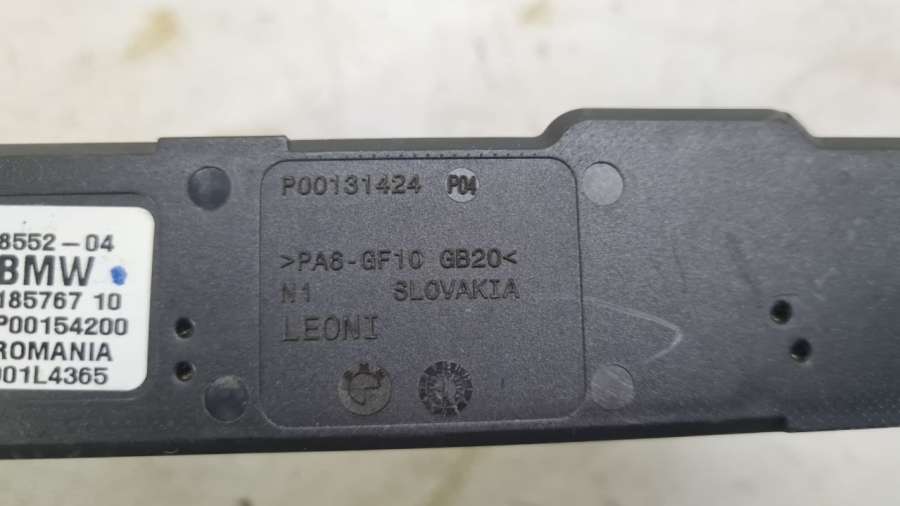 8552-04
BMW
185767 10
P00154200
ROMANIA
001L4365
P00131424 P04
>PA6-GF10 GB20<
N1 SLOVAKIA
LEONI